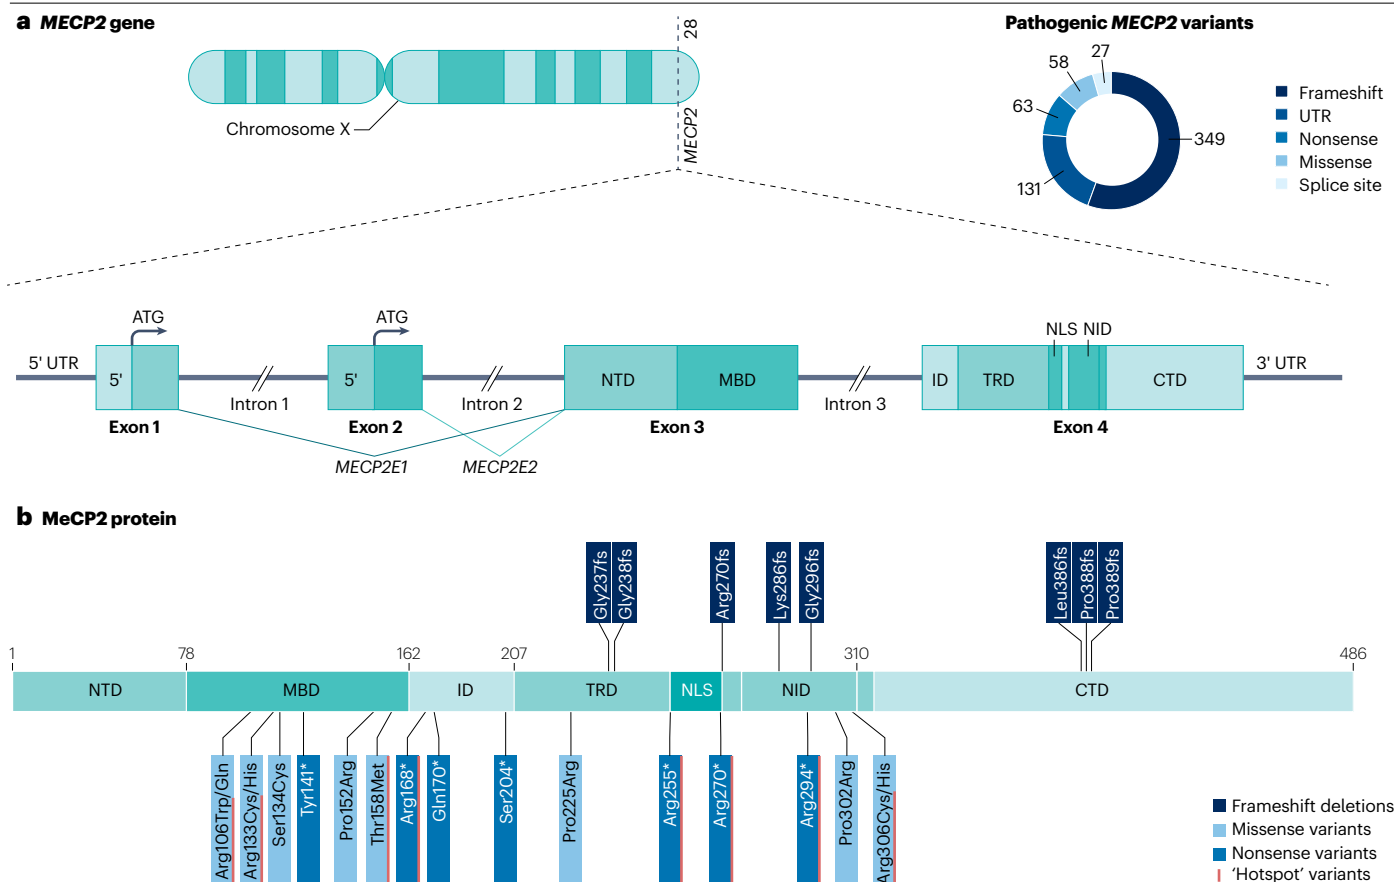 a MECP2 gene
28
MECP2
Chromosome X
Pathogenic MECP2 variants
27
58
63
131
349
Frameshift
UTR
Nonsense
Missense
Splice site
ATG
ATG
NLS NID
5' UTR
5'
5'
NTD
MBD
ID
TRD
CTD
3' UTR
Intron 1
Intron 2
Intron 3
Exon 1
Exon 2
Exon 3
Exon 4
MECP2E1
MECP2E2
b MeCP2 protein
Gly237fs
Gly238fs
Arg270fs
Lys286fs
Gly296fs
Leu386fs
Pro388fs
Pro389fs
1
78
162
207
310
486
NTD
MBD
ID
TRD
NLS
NID
CTD
Arg106Trp/Gln
Arg133Cys/His
Ser134Cys
Tyr141*
Pro152Arg
Thr158Met
Arg168*
Gln170*
Ser204*
Pro225Arg
Arg255*
Arg270*
Arg294*
Pro302Arg
Arg306Cys/His
Frameshift deletions
Missense variants
Nonsense variants
'Hotspot' variants